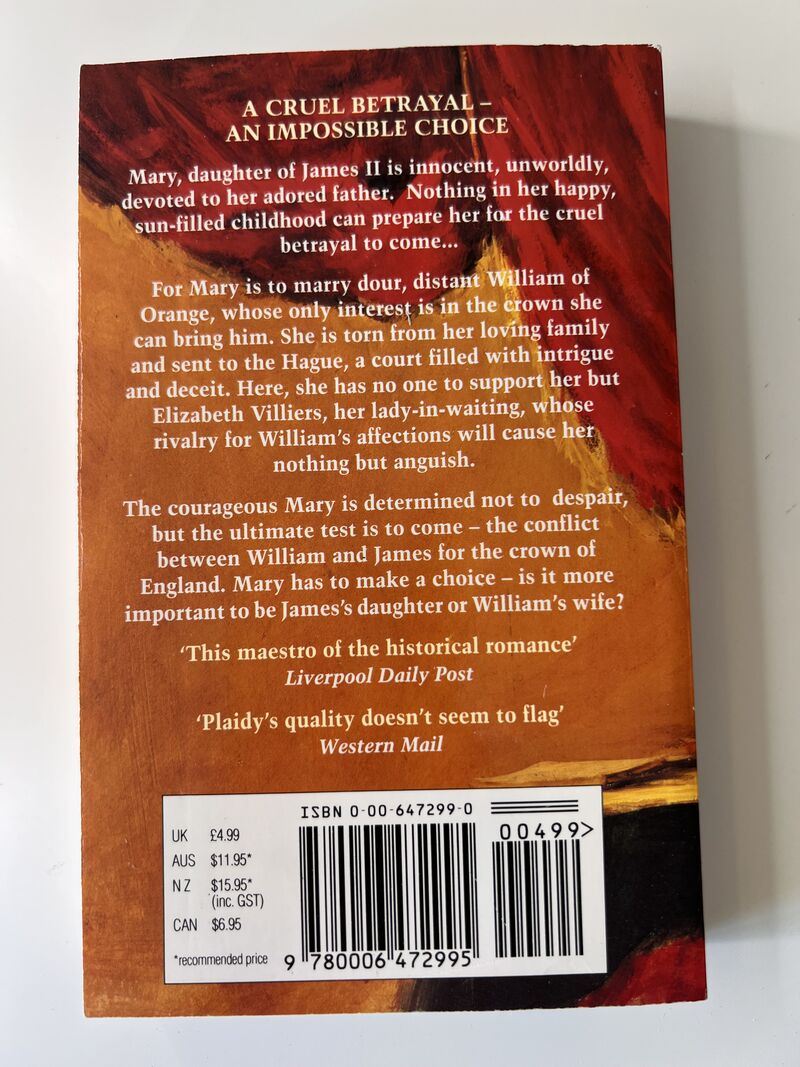 A CRUEL BETRAYAL –
AN IMPOSSIBLE CHOICE
Mary, daughter of James II is innocent, unworldly,
devoted to her adored father. Nothing in her happy,
sun-filled childhood can prepare her for the cruel
betrayal to come...
For Mary is to marry dour, distant William of
Orange, whose only interest is in the crown she
can bring him. She is torn from her loving family
and sent to the Hague, a court filled with intrigue
and deceit. Here, she has no one to support her but
Elizabeth Villiers, her lady-in-waiting, whose
rivalry for William's affections will cause her
nothing but anguish.
The courageous Mary is determined not to despair,
but the ultimate test is to come – the conflict
between William and James for the crown of
England. Mary has to make a choice – is it more
important to be James's daughter or William's wife?
'This maestro of the historical romance'
Liverpool Daily Post
'Plaidy's quality doesn't seem to flag'
Western Mail
ISBN 0-00-647299-0
00499>
UK £4.99
AUS $11.95*
NZ $15.95*
(inc. GST)
CAN $6.95
*recommended price
9 780006 472995